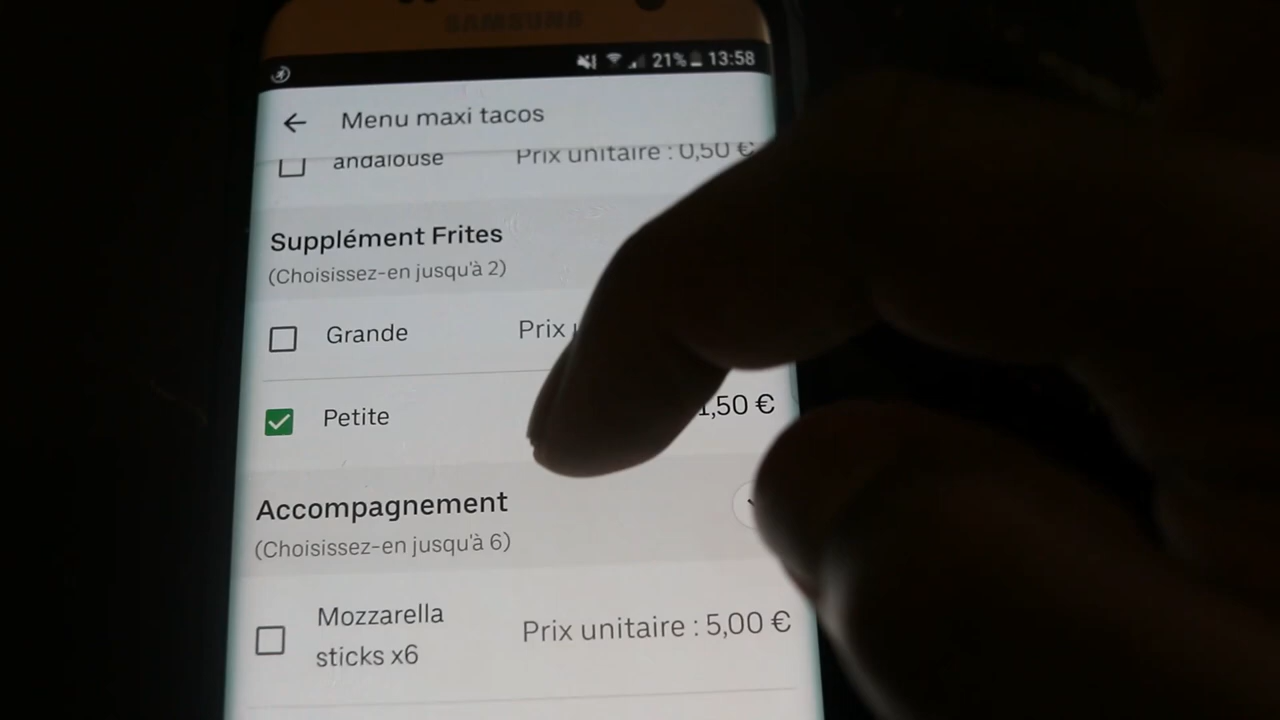 SAMSUNG
21% 13:58
Menu maxi tacos
andalouse Prix unitaire : 0,50 €
Supplément Frites
(Choisissez-en jusqu'à 2)
Grande Prix
Petite 1,50 €
Accompagnement
(Choisissez-en jusqu'à 6)
Mozzarella
sticks x6
Prix unitaire : 5,00 €